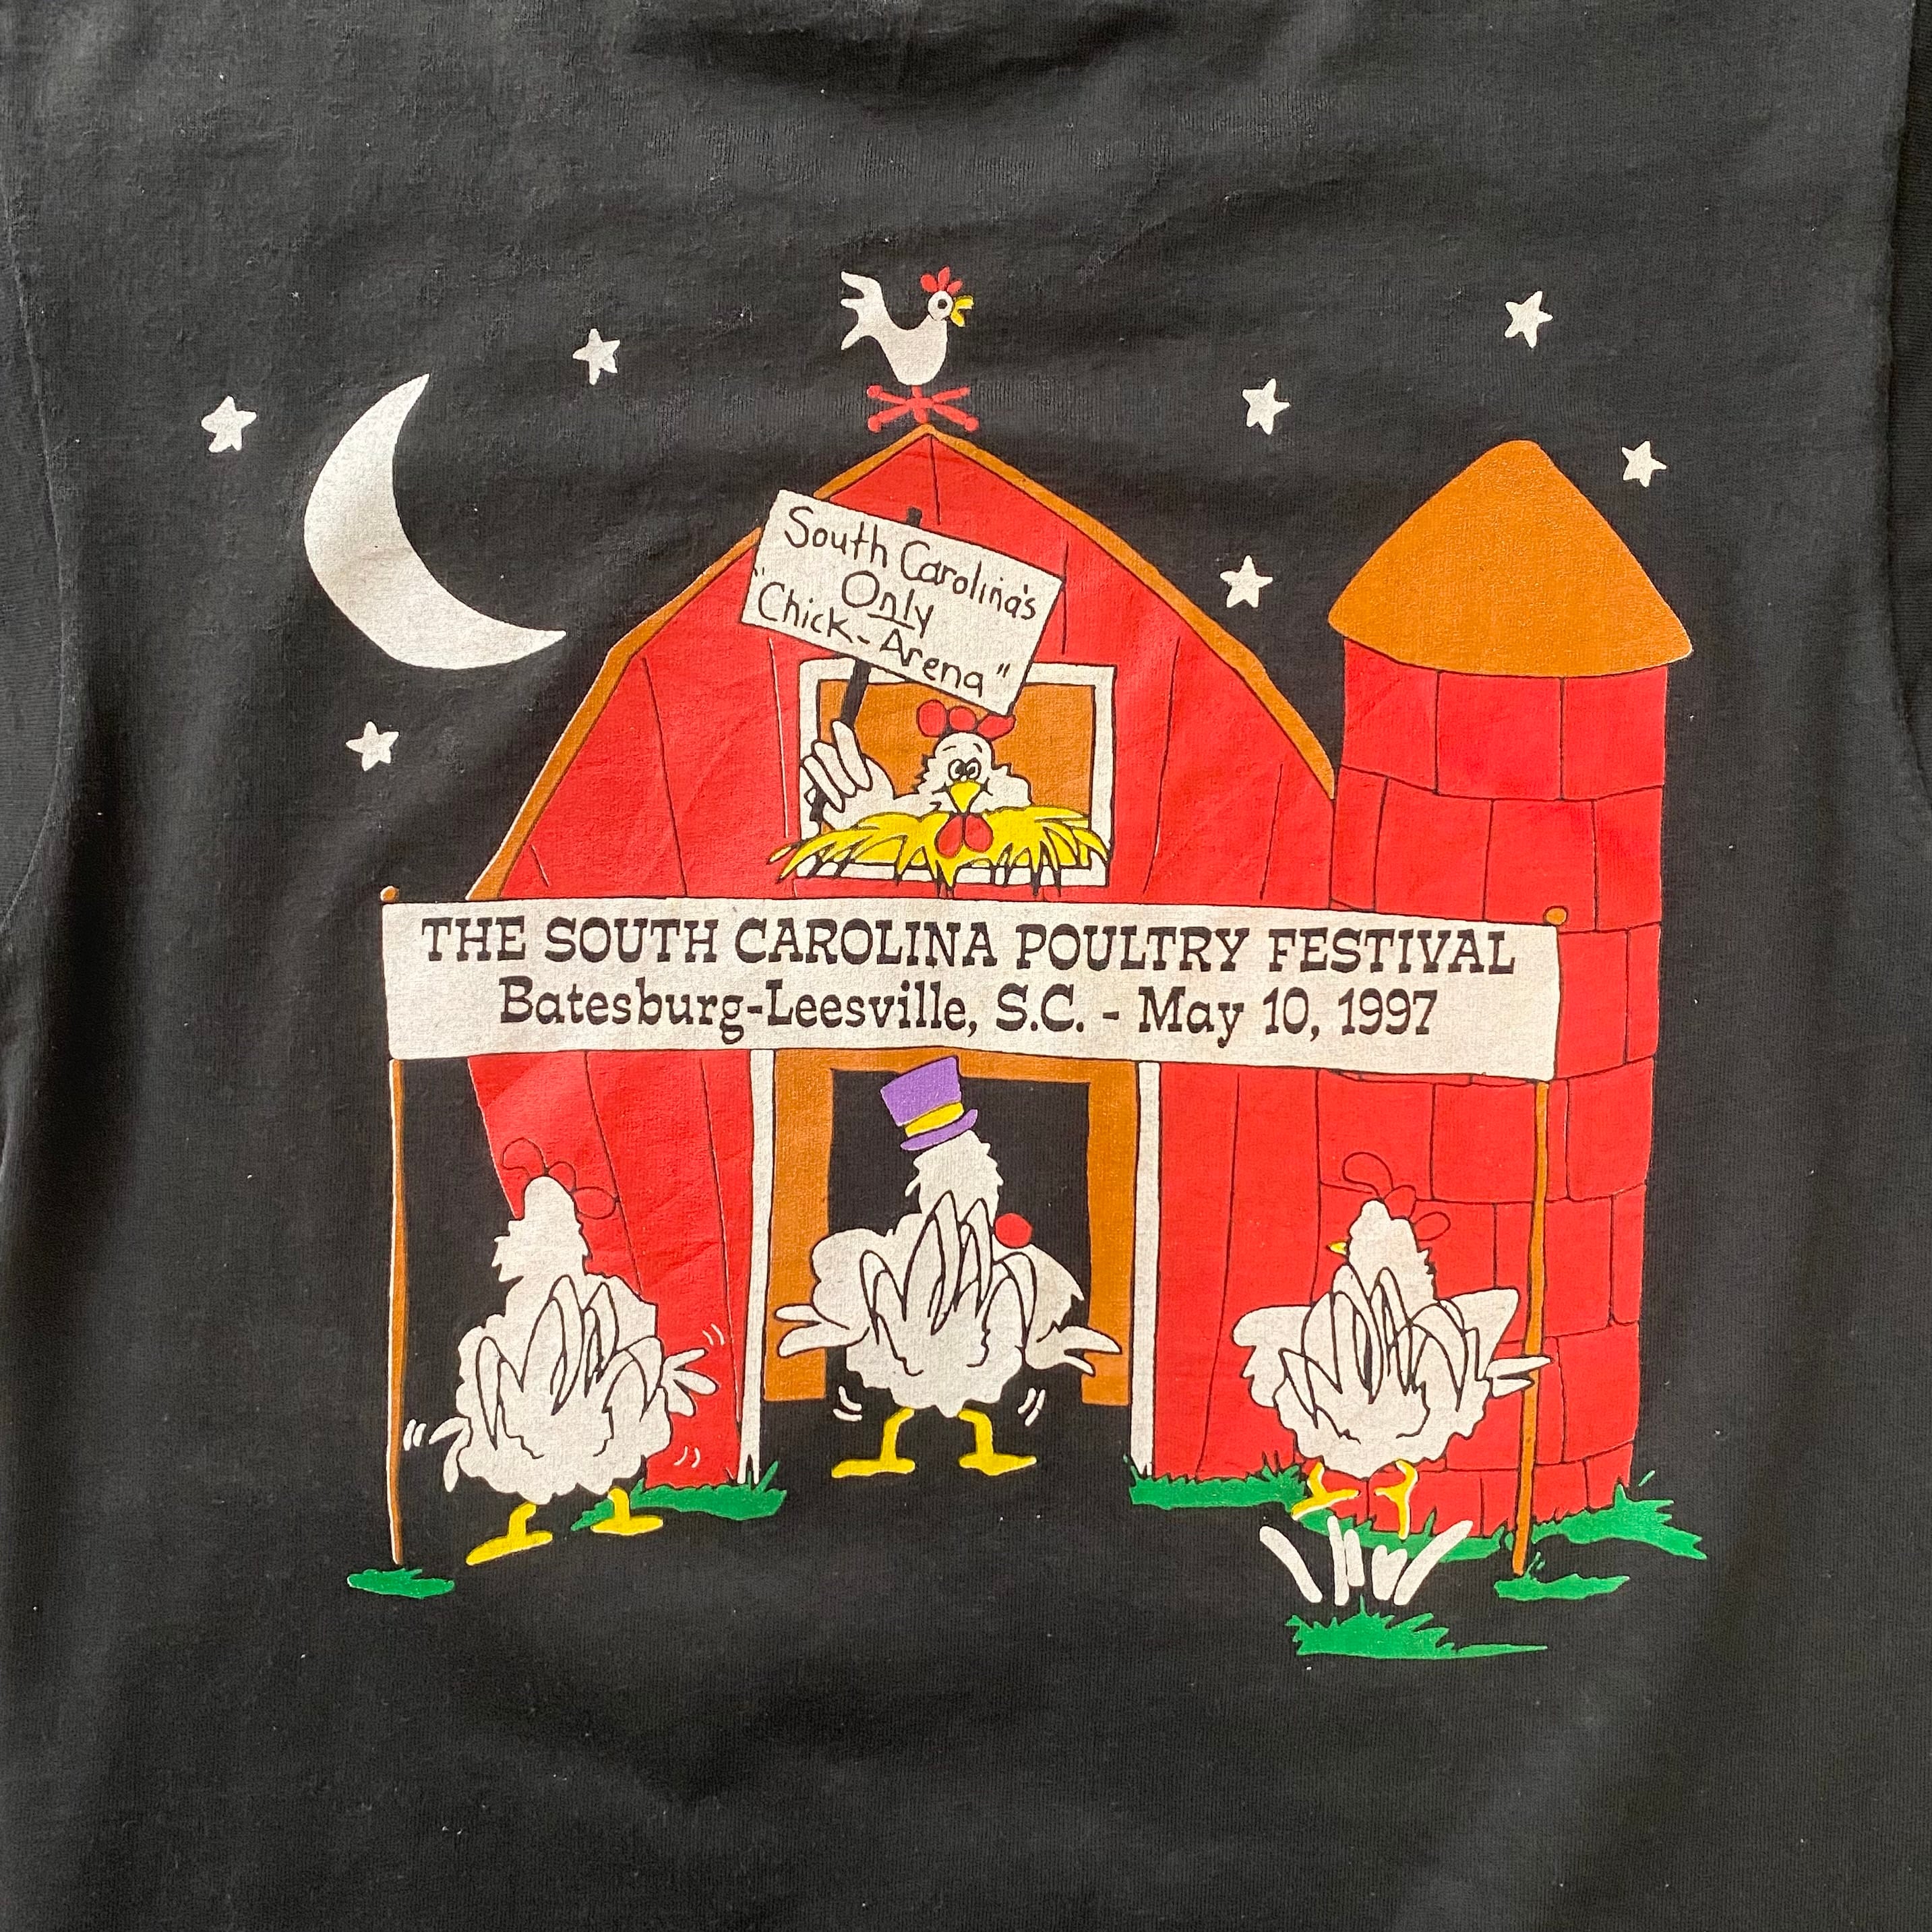 South Carolina's
Only
"Chick-Arena"
THE SOUTH CAROLINA POULTRY FESTIVAL
Batesburg-Leesville, S.C. - May 10, 1997